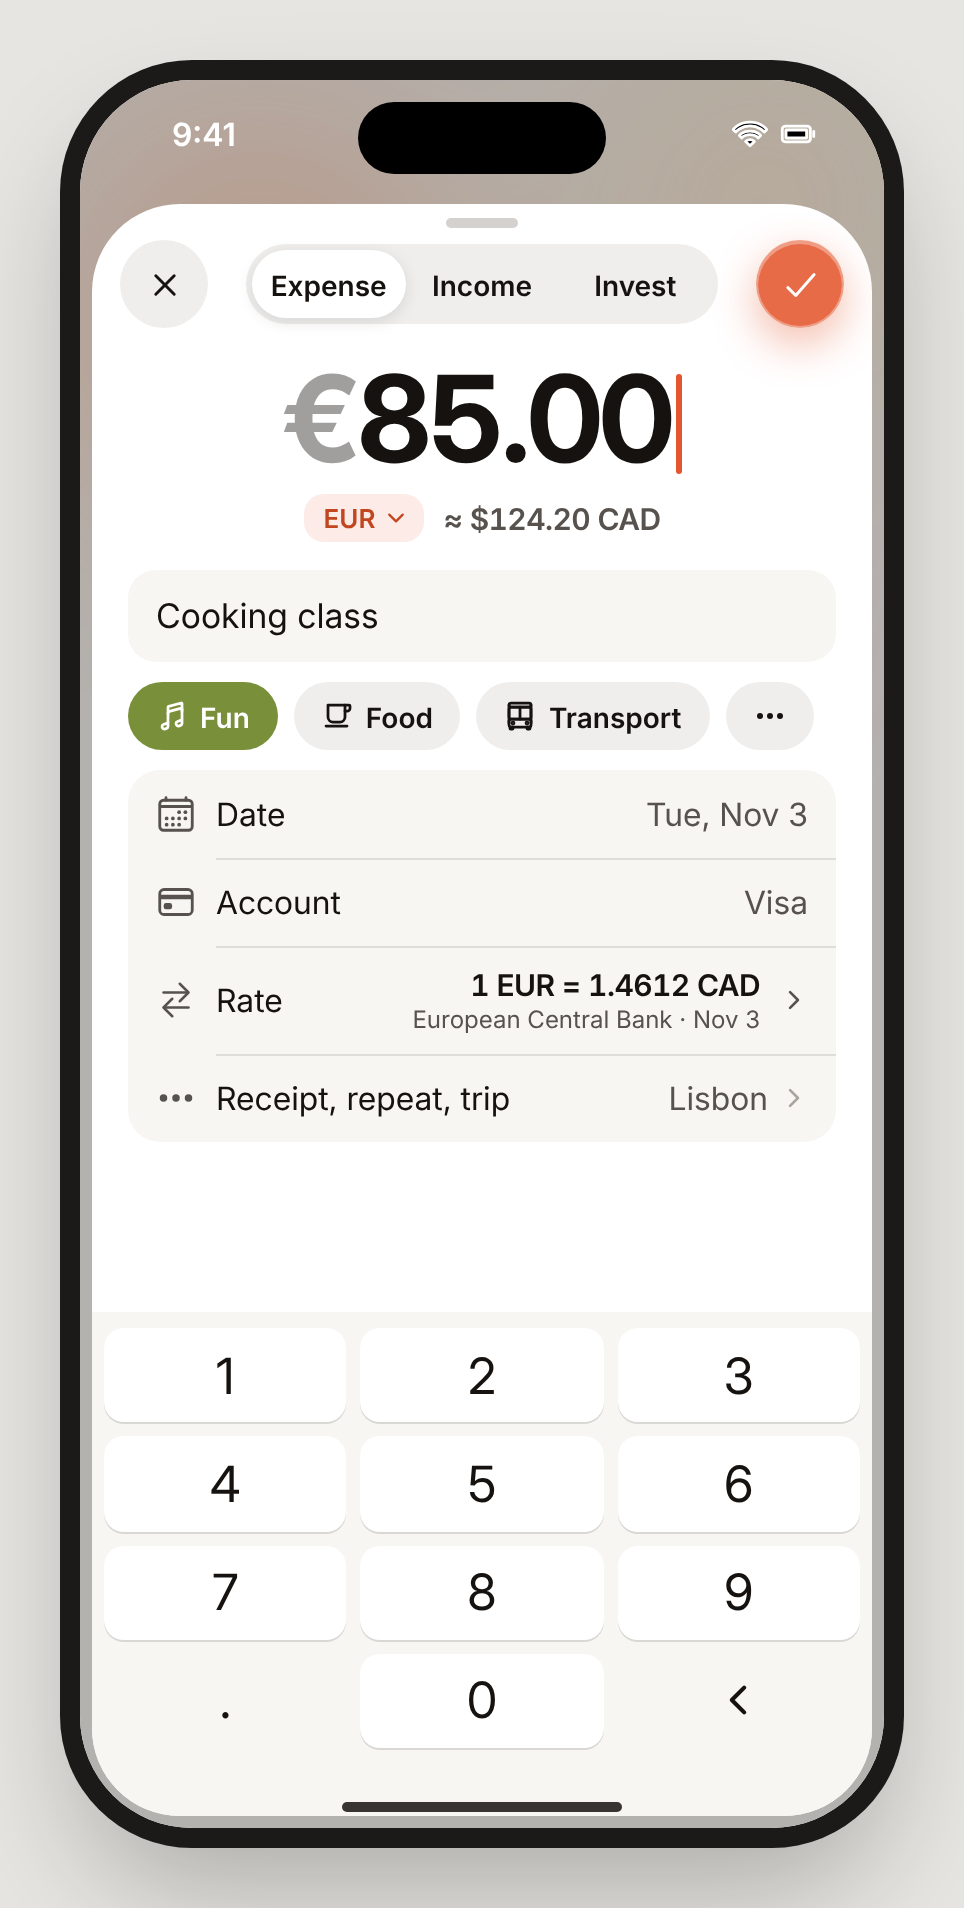 9:41
Expense Income Invest
€85.00
EUR ≈ $124.20 CAD
Cooking class
Fun Food Transport
Date Tue, Nov 3
Account Visa
Rate 1 EUR = 1.4612 CAD
European Central Bank · Nov 3
Receipt, repeat, trip Lisbon
1 2 3
4 5 6
7 8 9
. 0